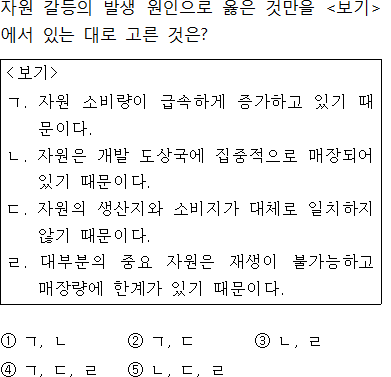 자원 갈등의 발생 원인으로 옳은 것만을 <보기>
에서 있는 대로 고른 것은?
<보기>
ㄱ. 자원 소비량이 급속하게 증가하고 있기 때
문이다.
ㄴ. 자원은 개발 도상국에 집중적으로 매장되어
있기 때문이다.
ㄷ. 자원의 생산지와 소비지가 대체로 일치하지
않기 때문이다.
ㄹ. 대부분의 중요 자원은 재생이 불가능하고
매장량에 한계가 있기 때문이다.
① ㄱ, ㄴ ② ㄱ, ㄷ ③ ㄴ, ㄹ
④ ㄱ, ㄷ, ㄹ ⑤ ㄴ, ㄷ, ㄹ